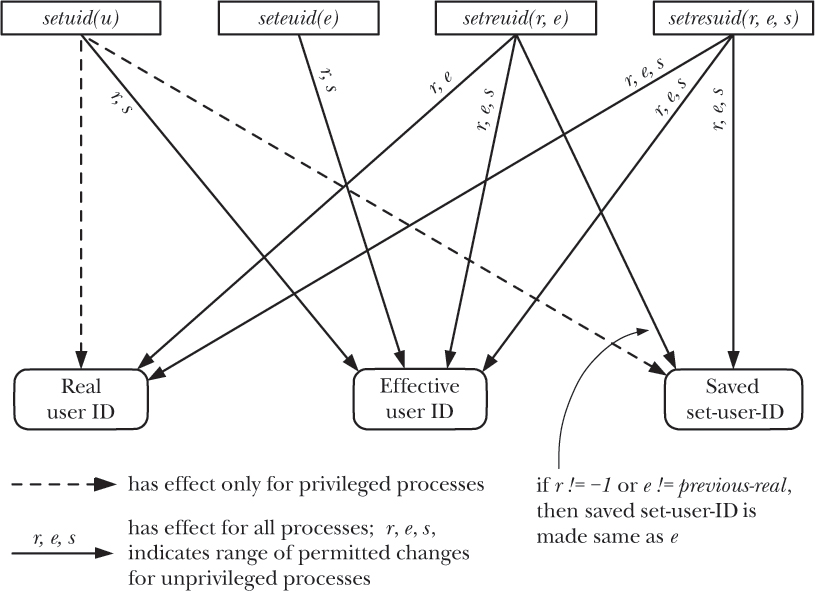 setuid(u) seteuid(e) setreuid(r, e) setresuid(r, e, s)
r, s
r, s
r, e
r, e, s
r, e, s
r, e, s
r, e, s
Real
user ID
Effective
user ID
Saved
set-user-ID
has effect only for privileged processes
r, e, s
has effect for all processes; r, e, s,
indicates range of permitted changes
for unprivileged processes
if r != −1 or e != previous-real,
then saved set-user-ID is
made same as e